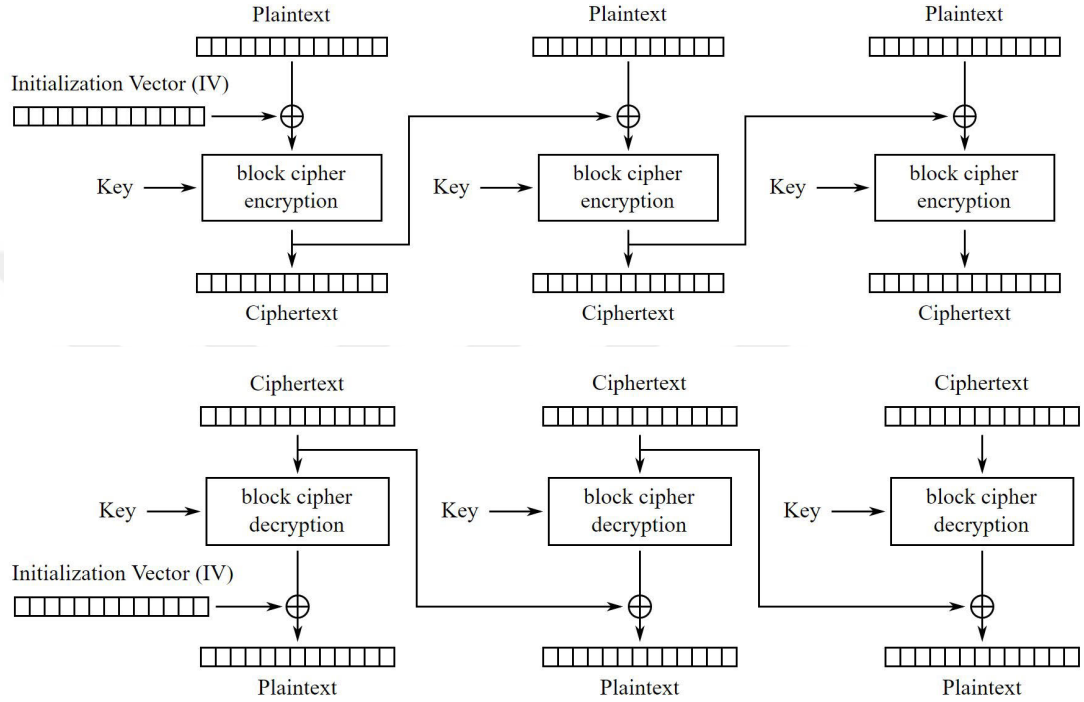 Plaintext
Plaintext
Plaintext
Initialization Vector (IV)
Key
block cipher
encryption
Key
block cipher
encryption
Key
block cipher
encryption
Ciphertext
Ciphertext
Ciphertext
Ciphertext
Ciphertext
Ciphertext
Key
block cipher
decryption
Key
block cipher
decryption
Key
block cipher
decryption
Initialization Vector (IV)
Plaintext
Plaintext
Plaintext